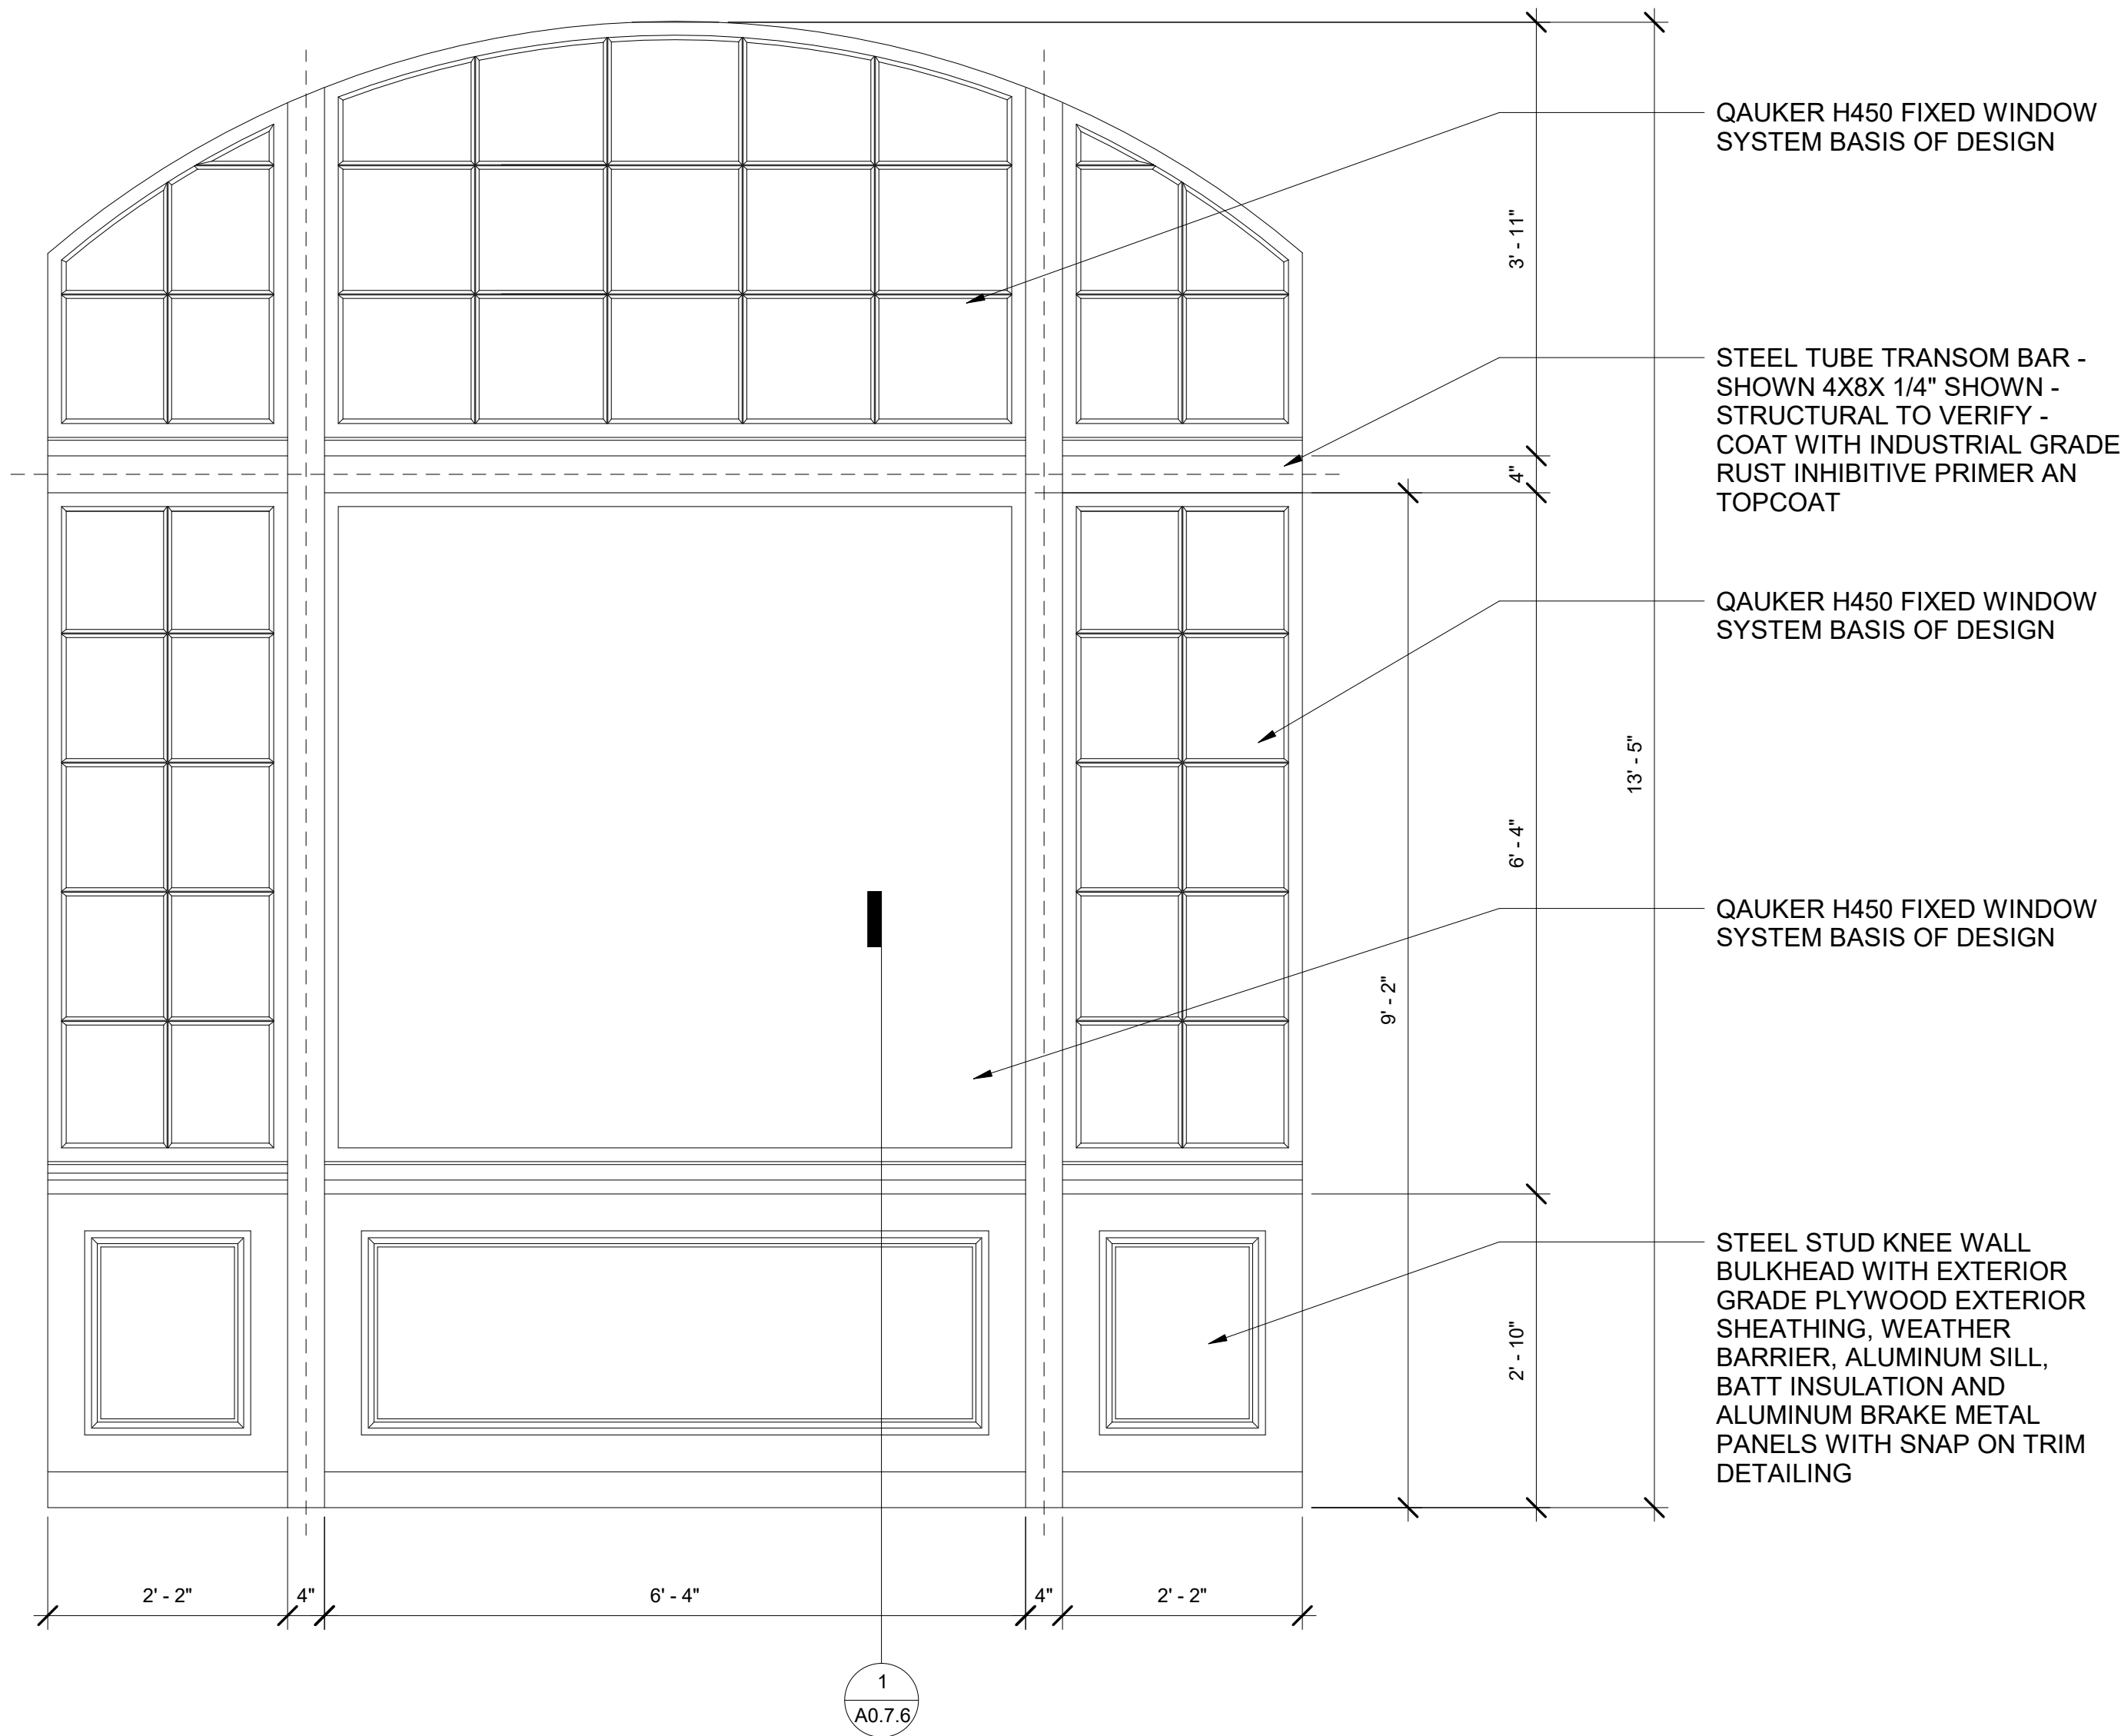 QAUKER H450 FIXED WINDOW
SYSTEM BASIS OF DESIGN
3' - 11"
STEEL TUBE TRANSOM BAR -
SHOWN 4X8X 1/4" SHOWN -
STRUCTURAL TO VERIFY -
COAT WITH INDUSTRIAL GRADE
RUST INHIBITIVE PRIMER AN
TOPCOAT
4"
QAUKER H450 FIXED WINDOW
SYSTEM BASIS OF DESIGN
13' - 5"
6' - 4"
QAUKER H450 FIXED WINDOW
SYSTEM BASIS OF DESIGN
9' - 2"
STEEL STUD KNEE WALL
BULKHEAD WITH EXTERIOR
GRADE PLYWOOD EXTERIOR
SHEATHING, WEATHER
BARRIER, ALUMINUM SILL,
BATT INSULATION AND
ALUMINUM BRAKE METAL
PANELS WITH SNAP ON TRIM
DETAILING
2' - 10"
2' - 2"
4"
6' - 4"
4"
2' - 2"
1
A0.7.6